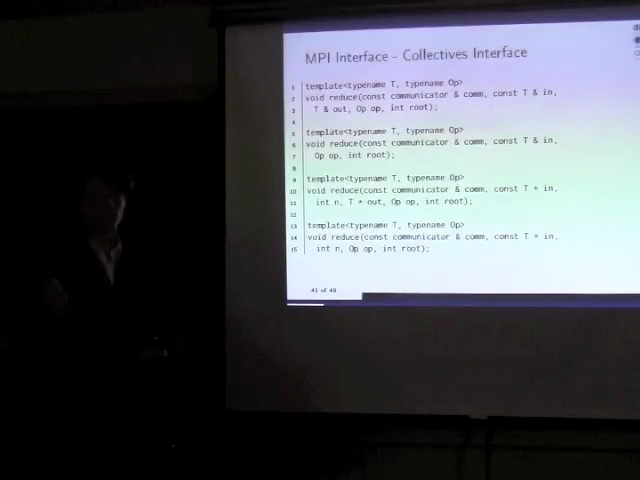 MPI Interface - Collectives Interface
1 template<typename T, typename Op>
2 void reduce(const communicator & comm, const T & in,
3 T & out, Op op, int root);
4
5 template<typename T, typename Op>
6 void reduce(const communicator & comm, const T & in,
7 Op op, int root);
8
9 template<typename T, typename Op>
10 void reduce(const communicator & comm, const T * in,
11 int n, T * out, Op op, int root);
12
13 template<typename T, typename Op>
14 void reduce(const communicator & comm, const T * in,
15 int n, Op op, int root);